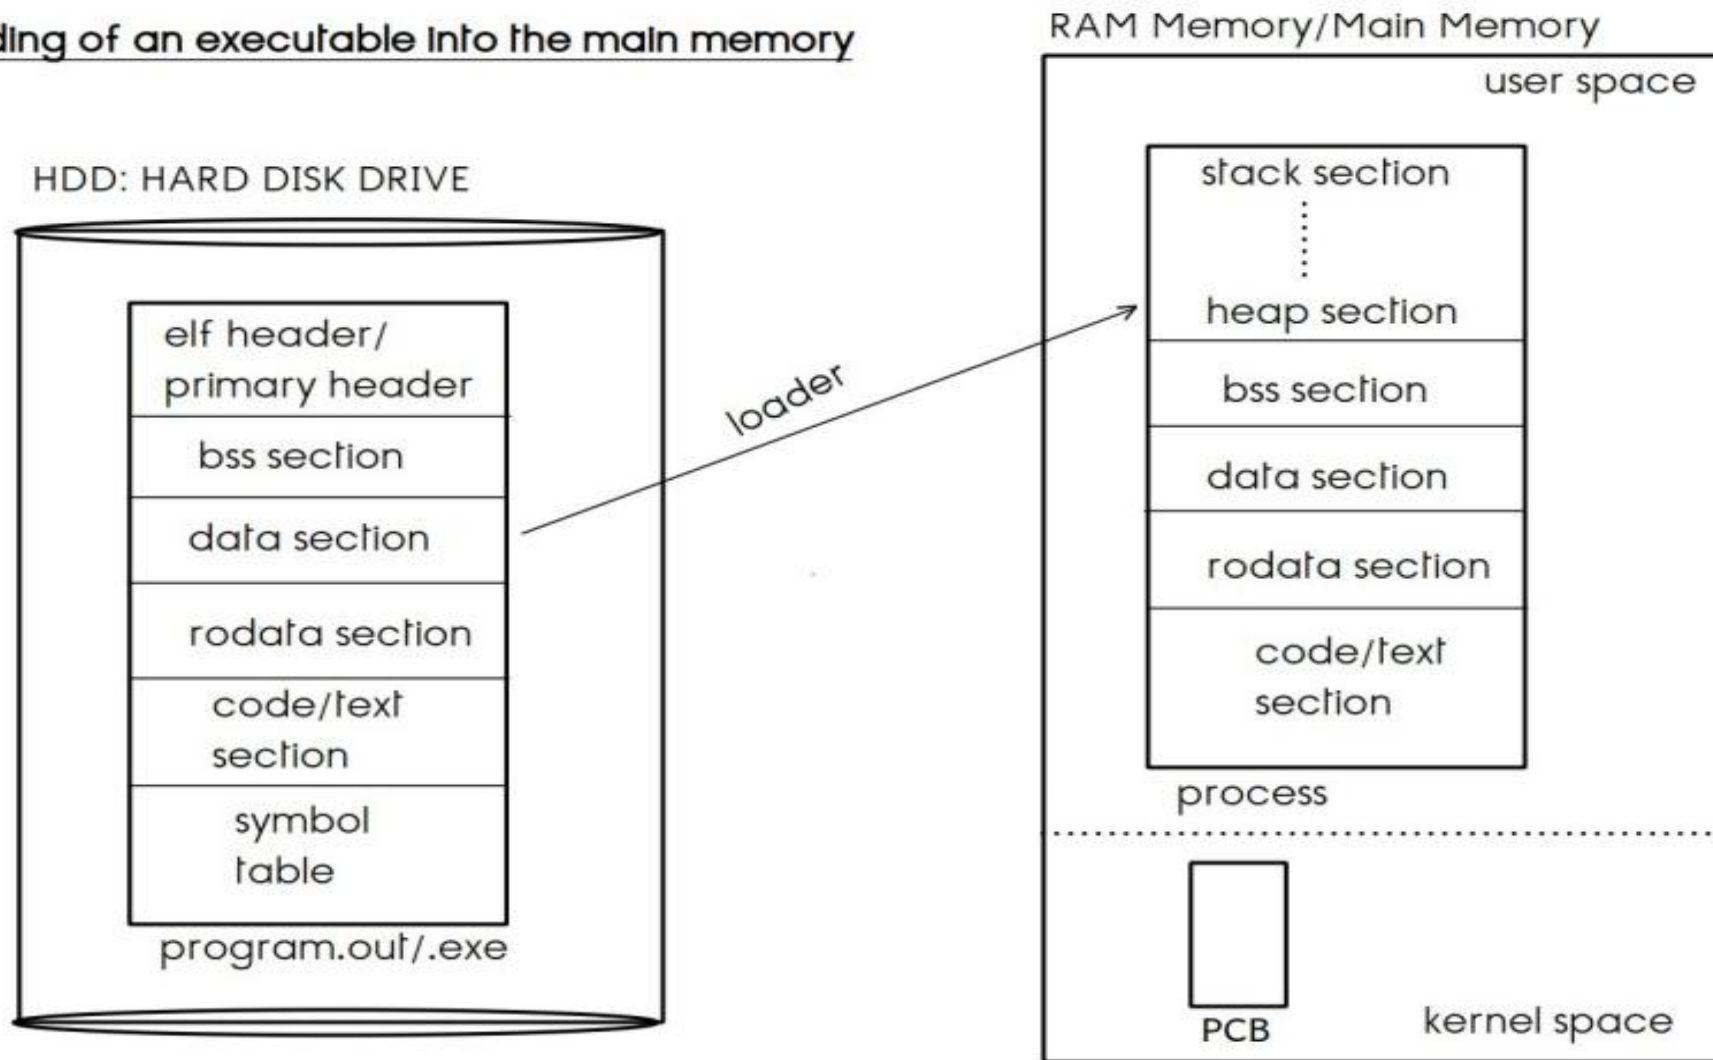 ding of an executable into the main memory
RAM Memory/Main Memory
user space
HDD: HARD DISK DRIVE
elf header/
primary header
bss section
data section
rodata section
code/text
section
symbol
table
program.out/.exe
loader
stack section
heap section
bss section
data section
rodata section
code/text
section
process
PCB
kernel space